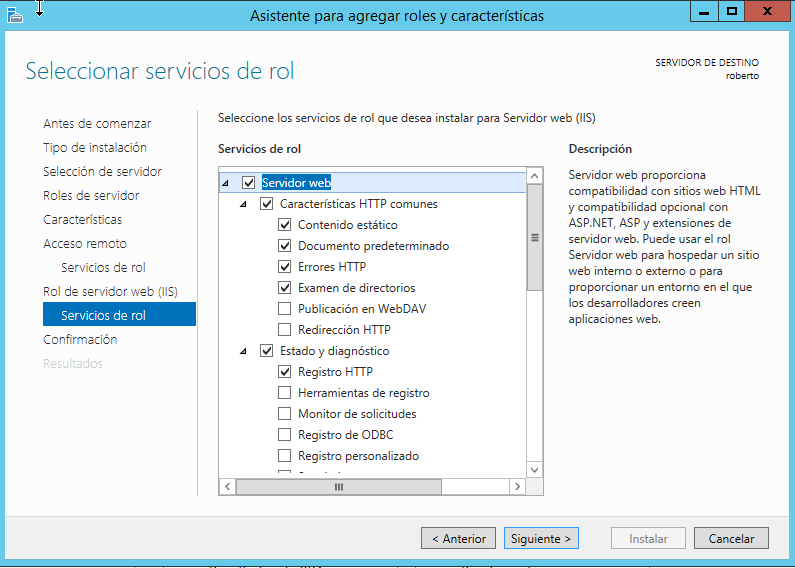 Asistente para agregar roles y características
Seleccionar servicios de rol
SERVIDOR DE DESTINO
roberto
Antes de comenzar
Tipo de instalación
Selección de servidor
Roles de servidor
Características
Acceso remoto
Servicios de rol
Rol de servidor web (IIS)
Servicios de rol
Confirmación
Resultados
Seleccione los servicios de rol que desea instalar para Servidor web (IIS)
Servicios de rol
Servidor web
Características HTTP comunes
Contenido estático
Documento predeterminado
Errores HTTP
Examen de directorios
Publicación en WebDAV
Redirección HTTP
Estado y diagnóstico
Registro HTTP
Herramientas de registro
Monitor de solicitudes
Registro de ODBC
Registro personalizado
Descripción
Servidor web proporciona
compatibilidad con sitios web HTML
y compatibilidad opcional con
ASP.NET, ASP y extensiones de
servidor web. Puede usar el rol
Servidor web para hospedar un sitio
web interno o externo o para
proporcionar un entorno en el que
los desarrolladores creen
aplicaciones web.
< Anterior
Siguiente >
Instalar
Cancelar